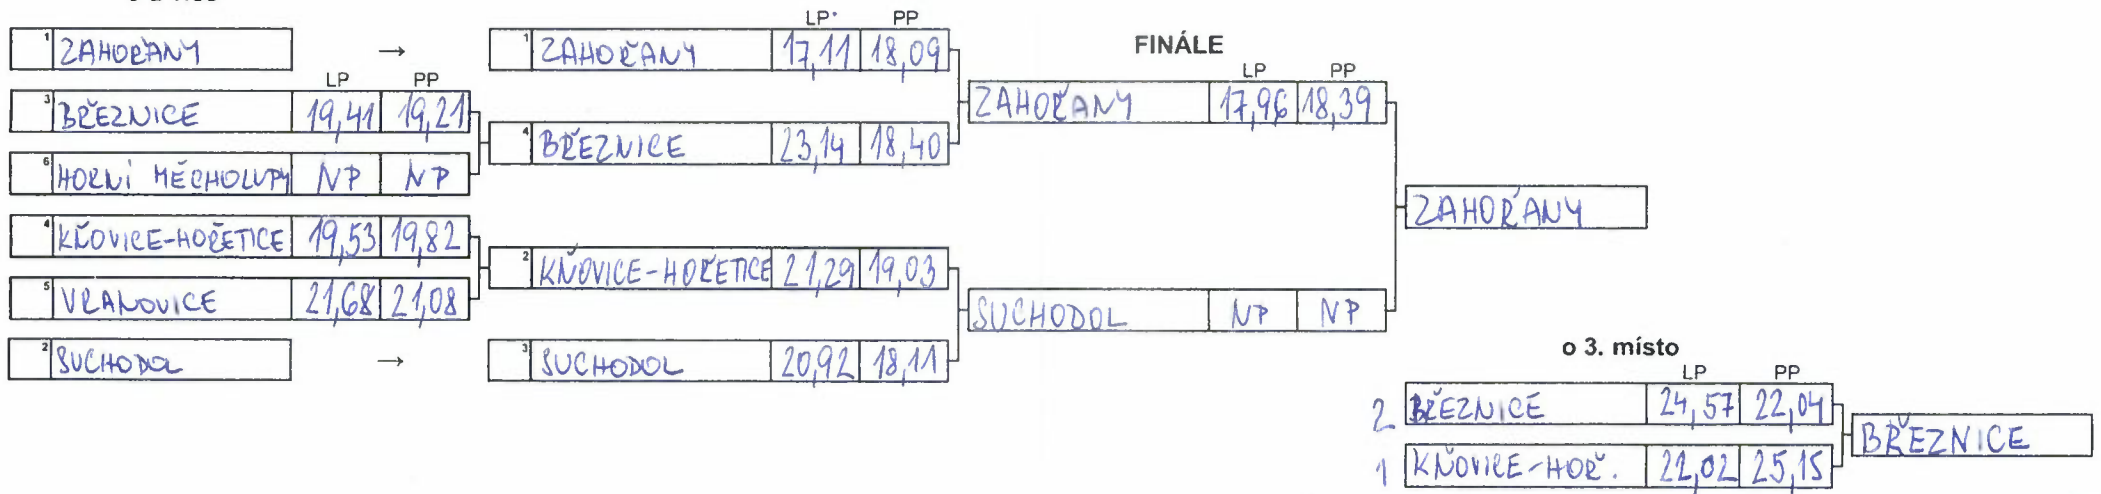 LP PP
1 ZAHOŘANY → 1 ZAHOŘANY 17,11 18,09
FINÁLE
LP PP LP PP
3 BŘEZNICE 19,41 19,21 ZAHOŘANY 17,96 18,39
4 BŘEZNICE 23,14 18,40
6 HORNÍ MĚCHOLUPY NP NP
ZAHOŘANY
4 KŇOVICE-HOŘETICE 19,53 19,82
2 KŇOVICE-HOŘETICE 21,29 19,03
5 VRANOVICE 21,68 21,08
SUCHODOL NP NP
2 SUCHODOL → 3 SUCHODOL 20,92 18,11
o 3. místo
LP PP
2 BŘEZNICE 24,57 22,04
BŘEZNICE
1 KŇOVICE-HOŘ. 22,02 25,15